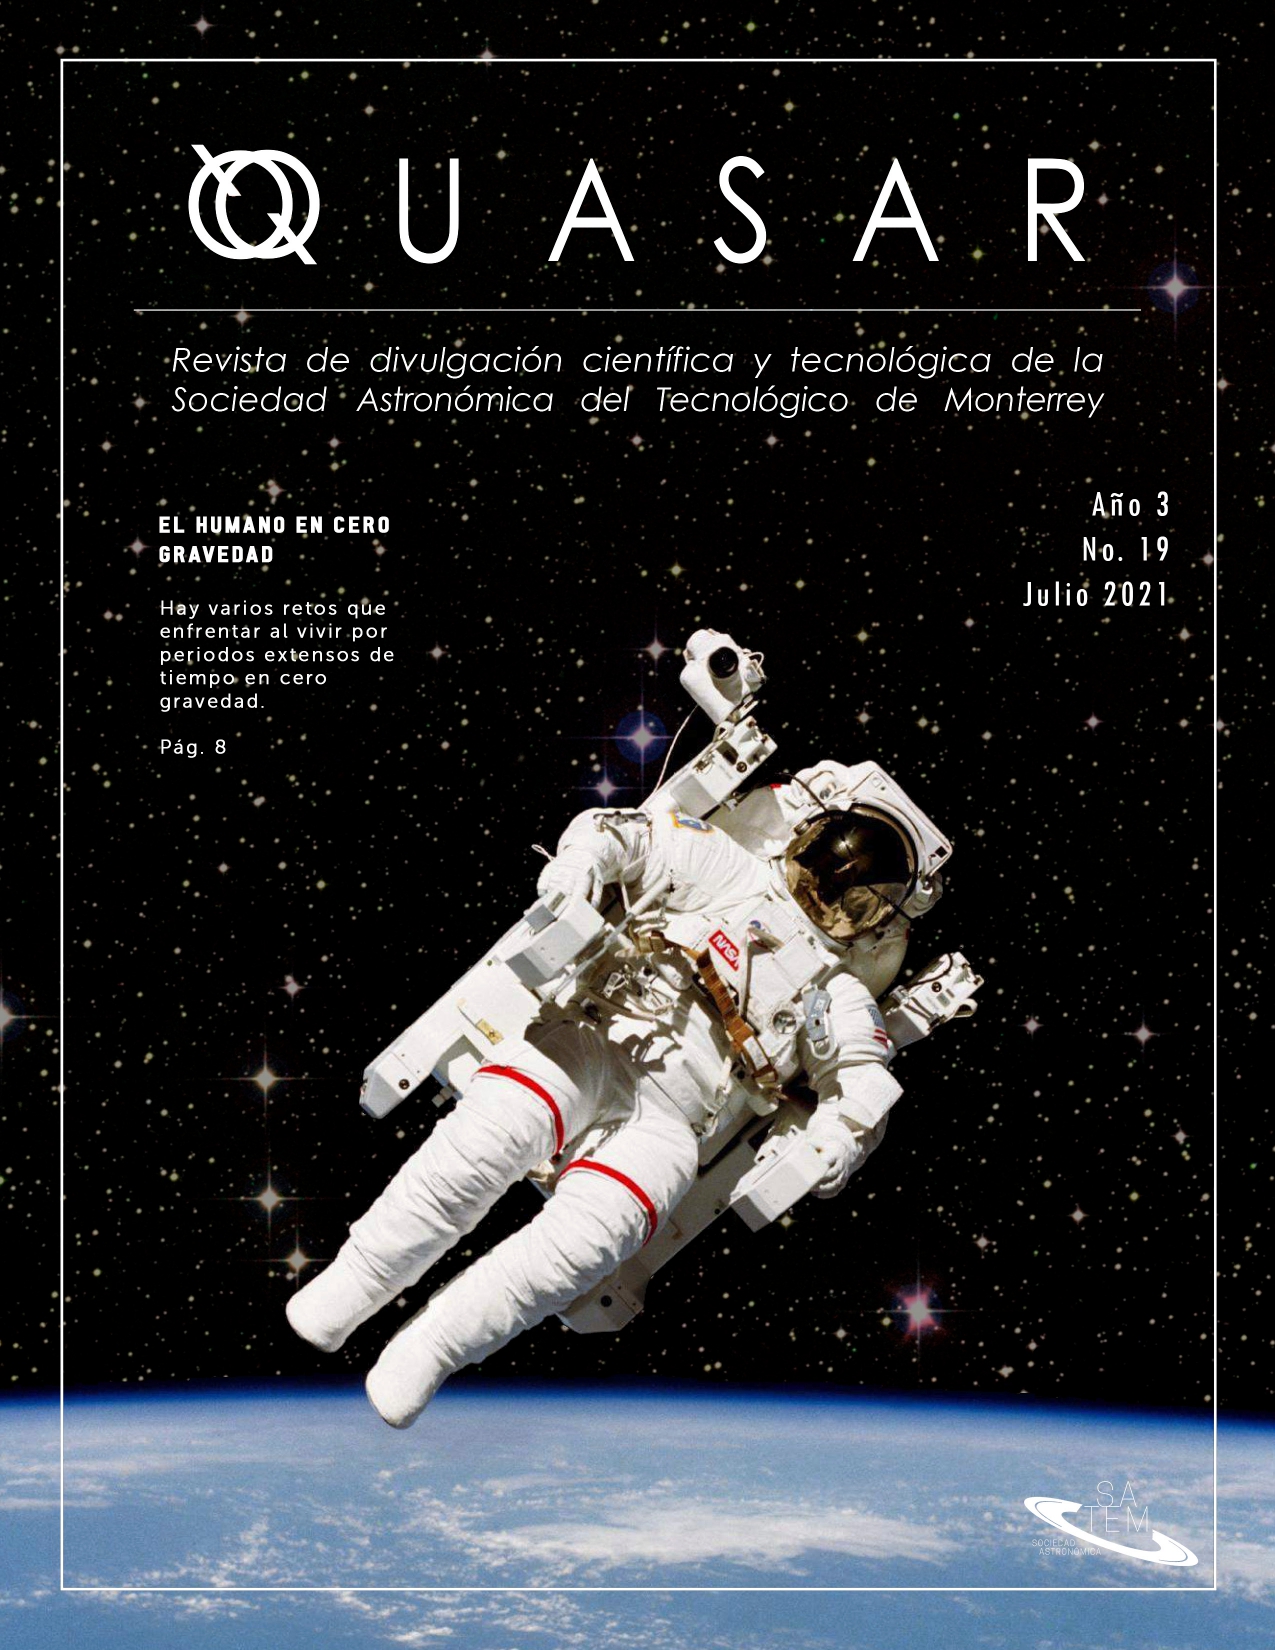 QUASAR
Revista de divulgación científica y tecnológica de la
Sociedad Astronómica del Tecnológico de Monterrey
Año 3
No. 19
Julio 2021
EL HUMANO EN CERO
GRAVEDAD
Hay varios retos que
enfrentar al vivir por
periodos extensos de
tiempo en cero
gravedad.
Pág. 8
NASA
SA
TEM
SOCIEDAD
ASTRONÓMICA